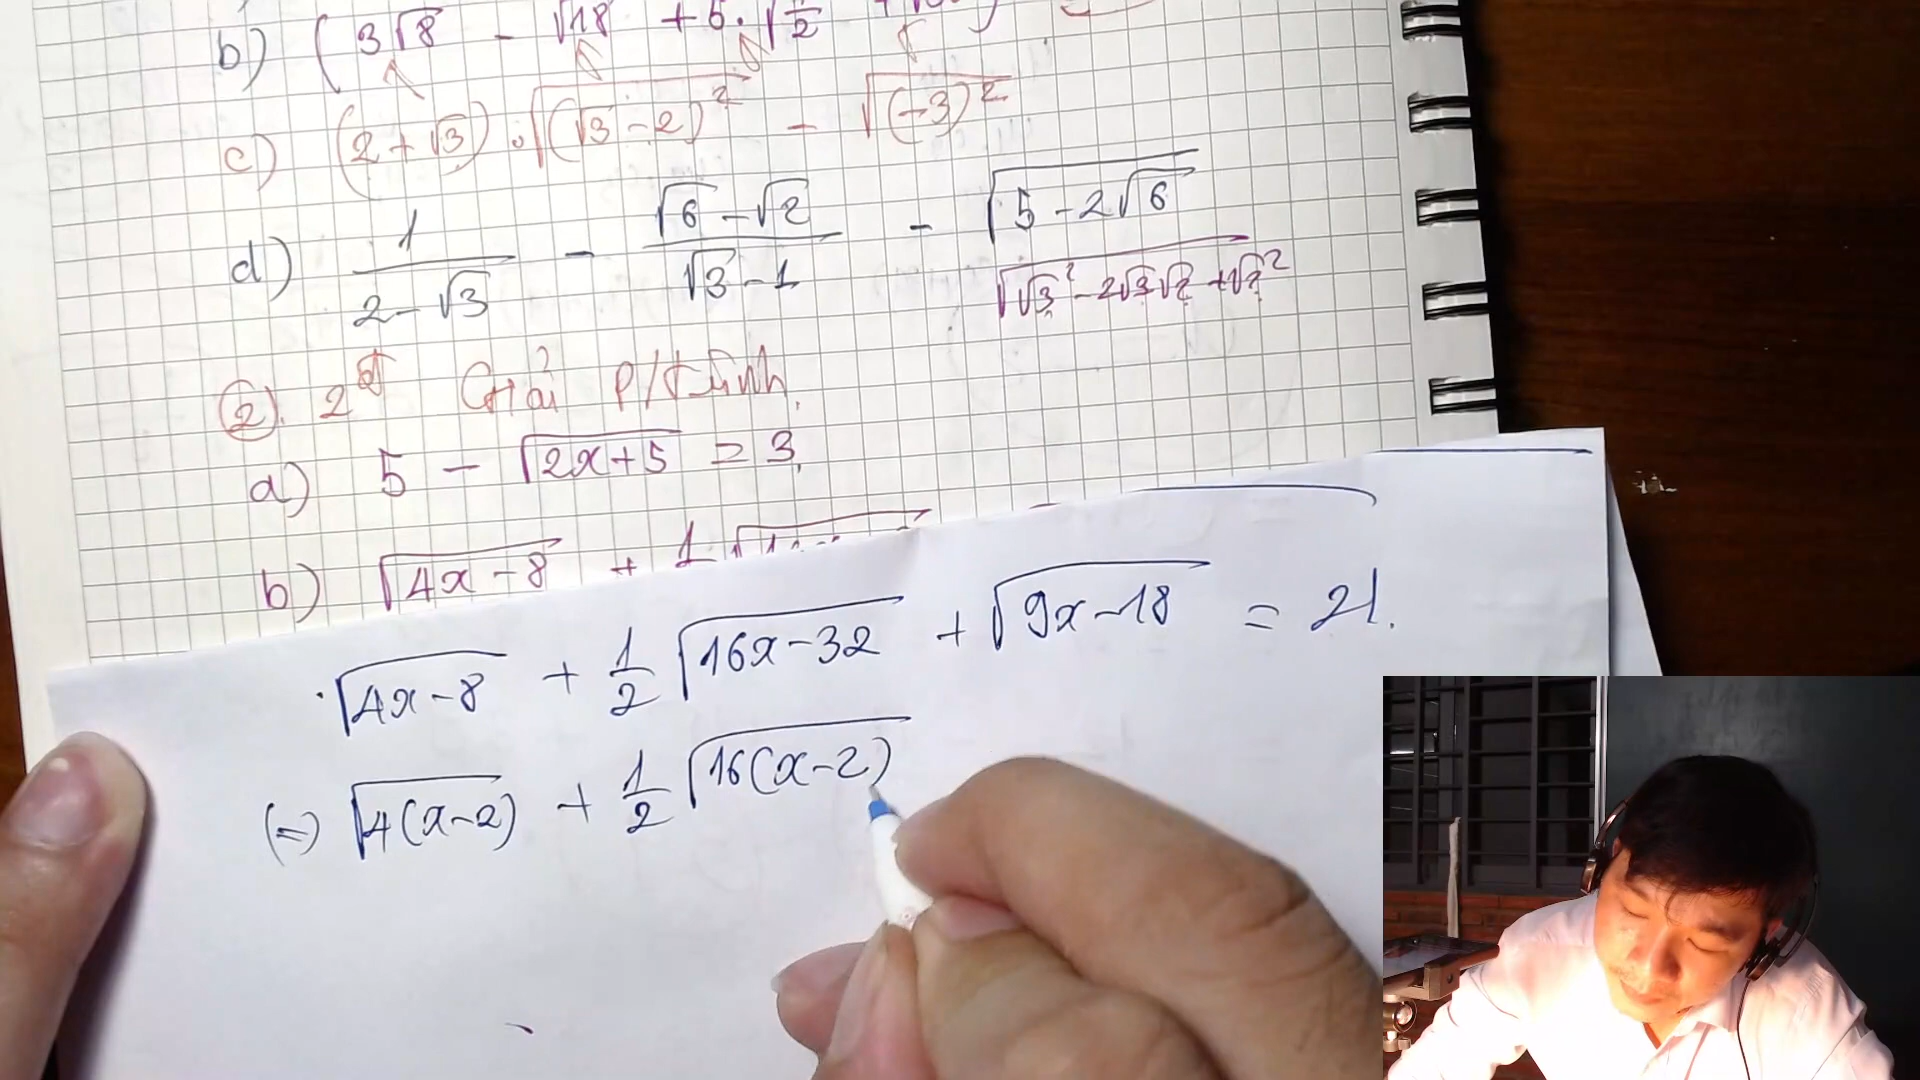 b) (3√8 - √18 + 5.√1/2
c) (2+√3).√(√3-2)² - √(-3)²
d) 1/(2-√3) - (√6-√2)/(√3-1) - √(5-2√6)
√(√3²-2√3√2+√2²)
② 2đ Giải p/trình.
a) 5 - √(2x+5) = 3.
b) √(4x-8) + 1
√(4x-8) + 1/2 √(16x-32) + √(9x-18) = 21.
(=) √(4(x-2)) + 1/2 √(16(x-2))